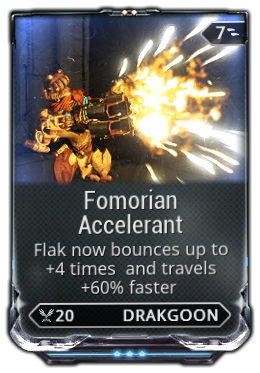 7
Fomorian
Accelerant
Flak now bounces up to
+4 times and travels
+60% faster
20 DRAKGOON